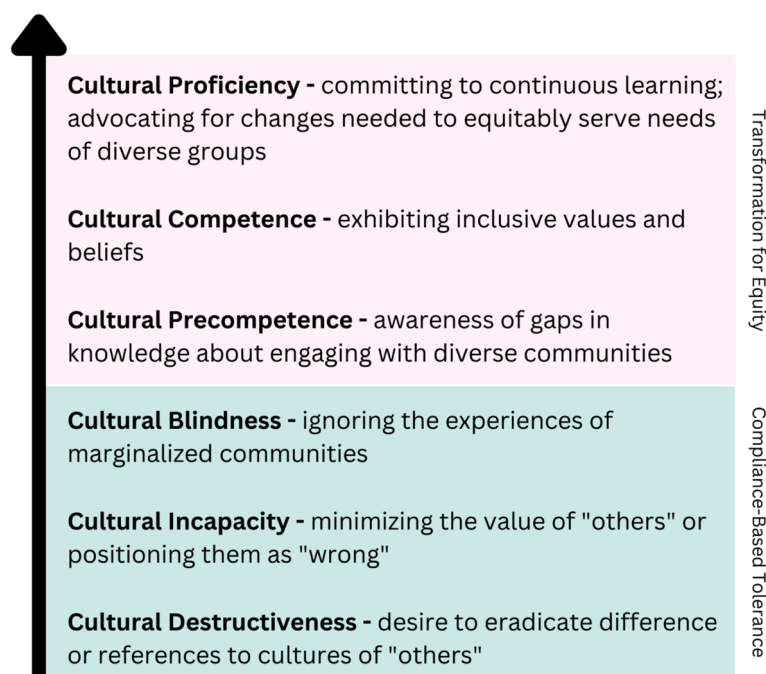 Cultural Proficiency - committing to continuous learning;
advocating for changes needed to equitably serve needs
of diverse groups
Cultural Competence - exhibiting inclusive values and
beliefs
Cultural Precompetence - awareness of gaps in
knowledge about engaging with diverse communities
Transformation for Equity
Cultural Blindness - ignoring the experiences of
marginalized communities
Cultural Incapacity - minimizing the value of "others" or
positioning them as "wrong"
Cultural Destructiveness - desire to eradicate difference
or references to cultures of "others"
Compliance-Based Tolerance